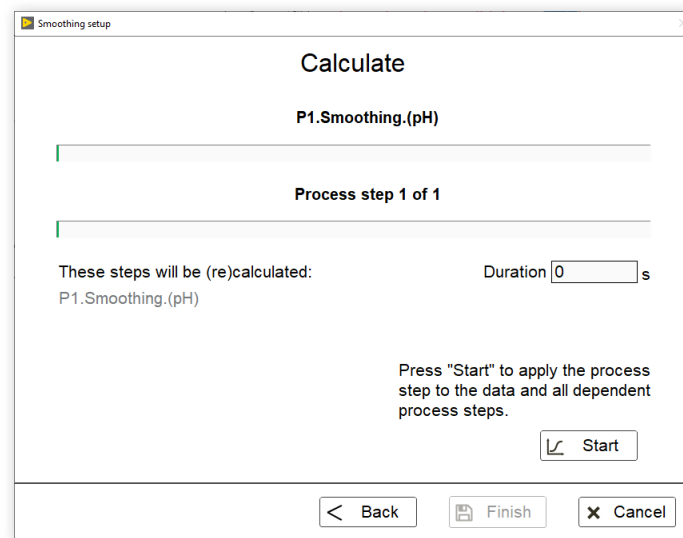 Smoothing setup
Calculate
P1.Smoothing.(pH)
Process step 1 of 1
These steps will be (re)calculated:
Duration 0 s
P1.Smoothing.(pH)
Press "Start" to apply the process
step to the data and all dependent
process steps.
Start
< Back
Finish
Cancel